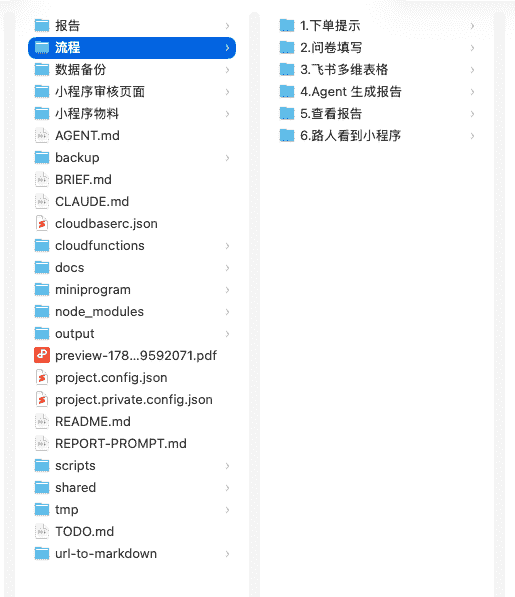 报告
流程
数据备份
小程序审核页面
小程序物料
AGENT.md
backup
BRIEF.md
CLAUDE.md
cloudbaserc.json
cloudfunctions
docs
miniprogram
node_modules
output
preview-178...9592071.pdf
project.config.json
project.private.config.json
README.md
REPORT-PROMPT.md
scripts
shared
tmp
TODO.md
url-to-markdown
1.下单提示
2.问卷填写
3.飞书多维表格
4.Agent 生成报告
5.查看报告
6.路人看到小程序